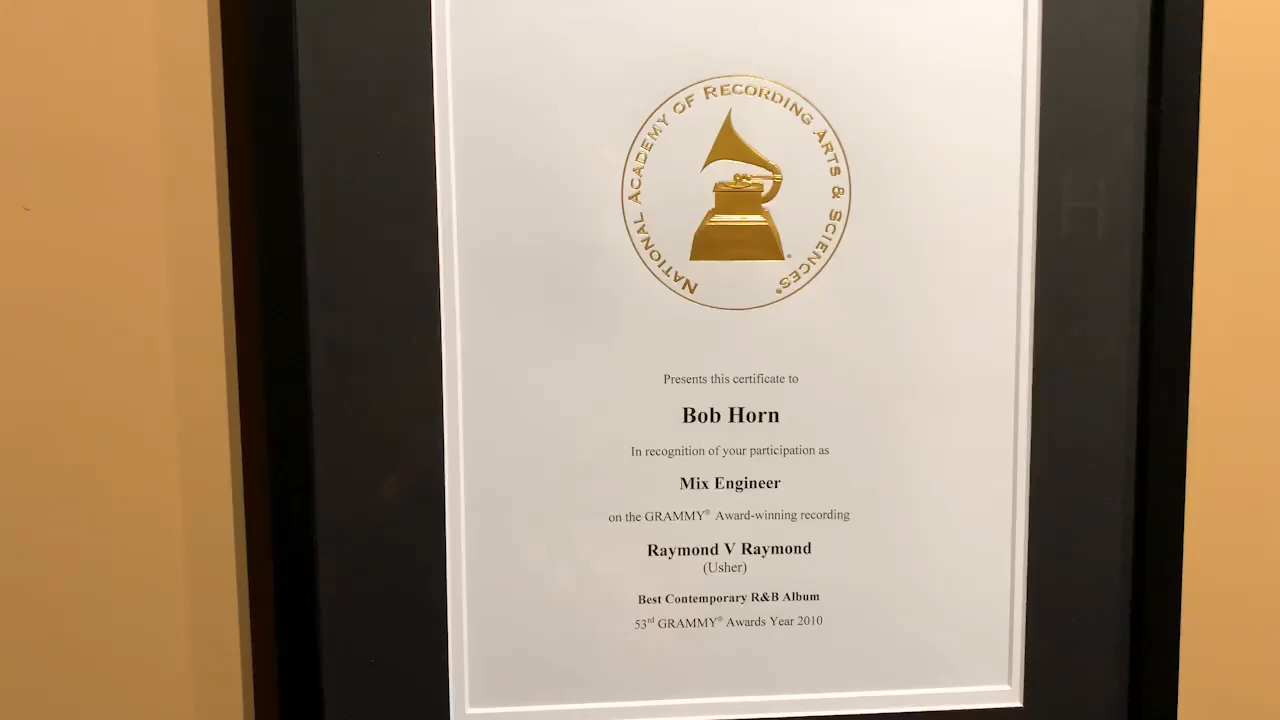 NATIONAL ACADEMY OF RECORDING ARTS & SCIENCES®
Presents this certificate to
Bob Horn
In recognition of your participation as
Mix Engineer
on the GRAMMY® Award-winning recording
Raymond V Raymond
(Usher)
Best Contemporary R&B Album
53rd GRAMMY® Awards Year 2010